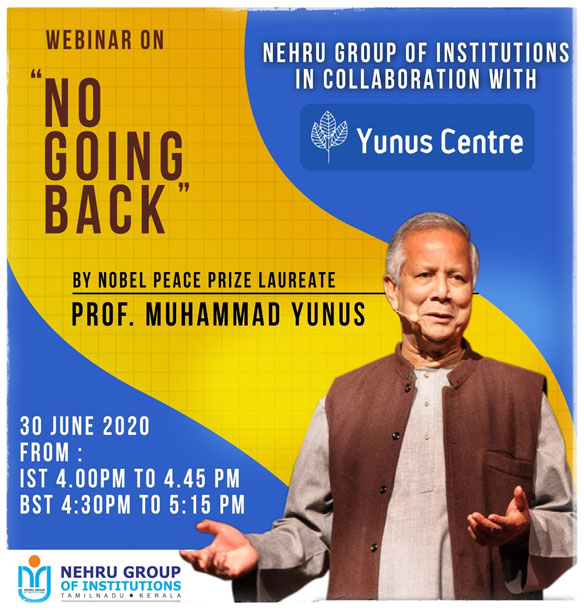 WEBINAR ON
"NO
GOING
BACK"
NEHRU GROUP OF INSTITUTIONS
IN COLLABORATION WITH
Yunus Centre
BY NOBEL PEACE PRIZE LAUREATE
PROF. MUHAMMAD YUNUS
30 JUNE 2020
FROM :
IST 4.00PM TO 4.45 PM
BST 4:30PM TO 5:15 PM
NEHRU GROUP
OF INSTITUTIONS
TAMILNADU • KERALA